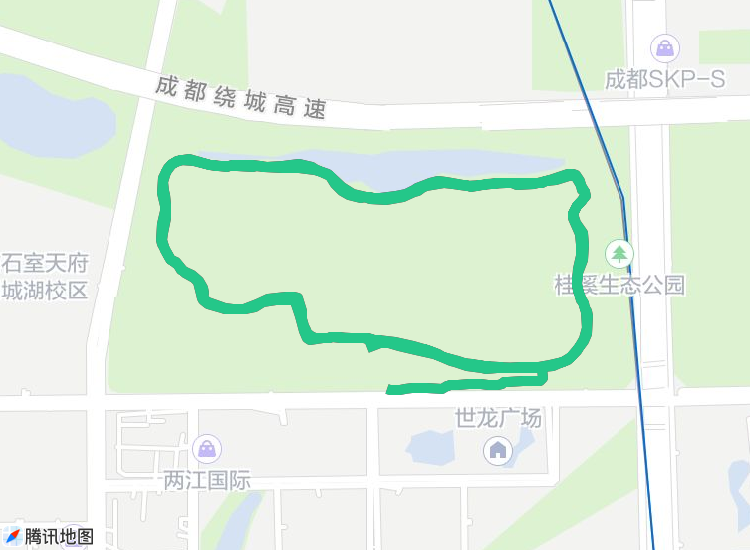 成都SKP-S
成都绕城高速
石室天府
城湖校区
桂溪生态公园
世龙广场
两江国际
腾讯地图